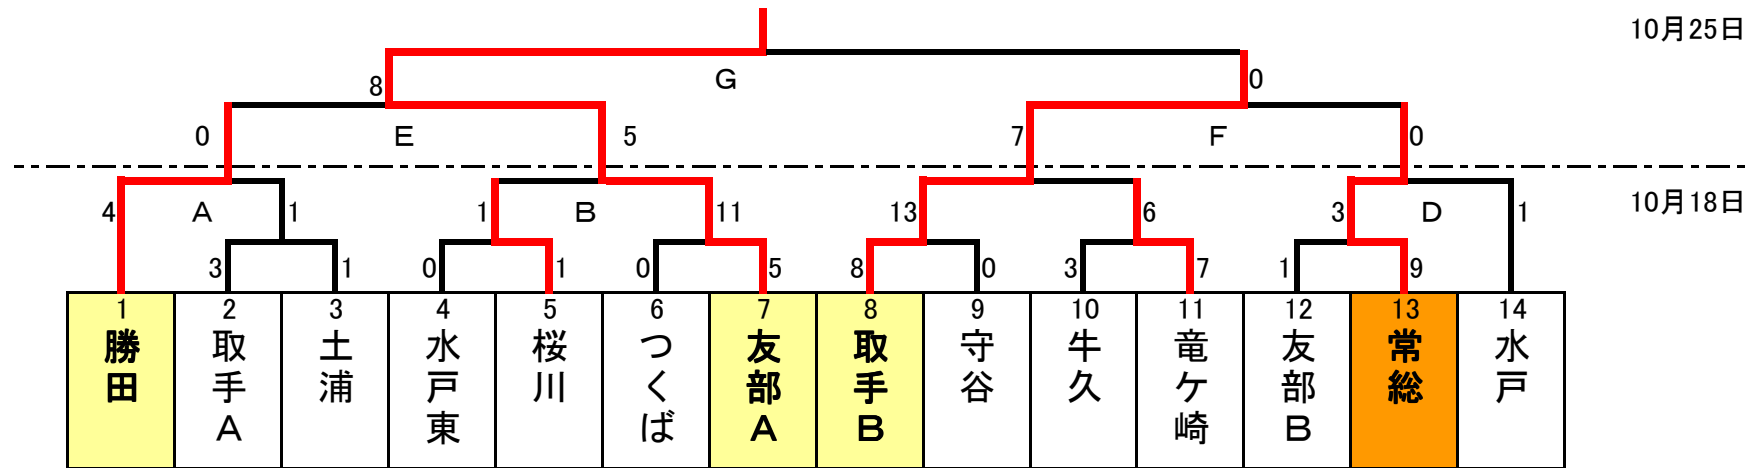 10月25日
G
8
0
0
E
5
7
F
0
10月18日
4
A
1
1
B
11
13
6
3
D
1
3
1
0
1
0
5
8
0
3
7
1
9
1
2
3
4
5
6
7
8
9
10
11
12
13
14
勝田
取手A
土浦
水戸東
桜川
つくば
友部A
取手B
守谷
牛久
竜ケ崎
友部B
常総
水戸